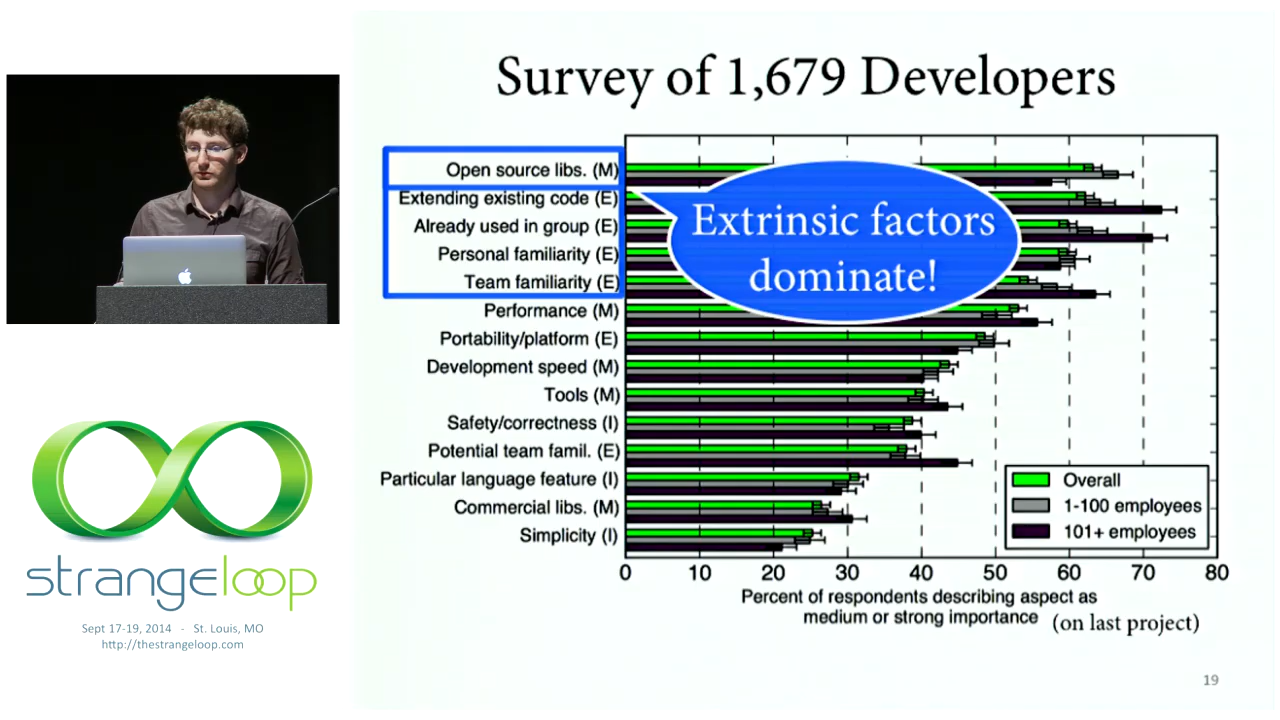 Survey of 1,679 Developers
Open source libs. (M)
Extending existing code (E)
Already used in group (E)
Personal familiarity (E)
Team familiarity (E)
Performance (M)
Portability/platform (E)
Development speed (M)
Tools (M)
Safety/correctness (I)
Potential team famil. (E)
Particular language feature (I)
Commercial libs. (M)
Simplicity (I)
Extrinsic factors
dominate!
Overall
1-100 employees
101+ employees
0 10 20 30 40 50 60 70 80
Percent of respondents describing aspect as
medium or strong importance (on last project)
19
strangeloop
Sept 17-19, 2014 - St. Louis, MO
http://thestrangeloop.com